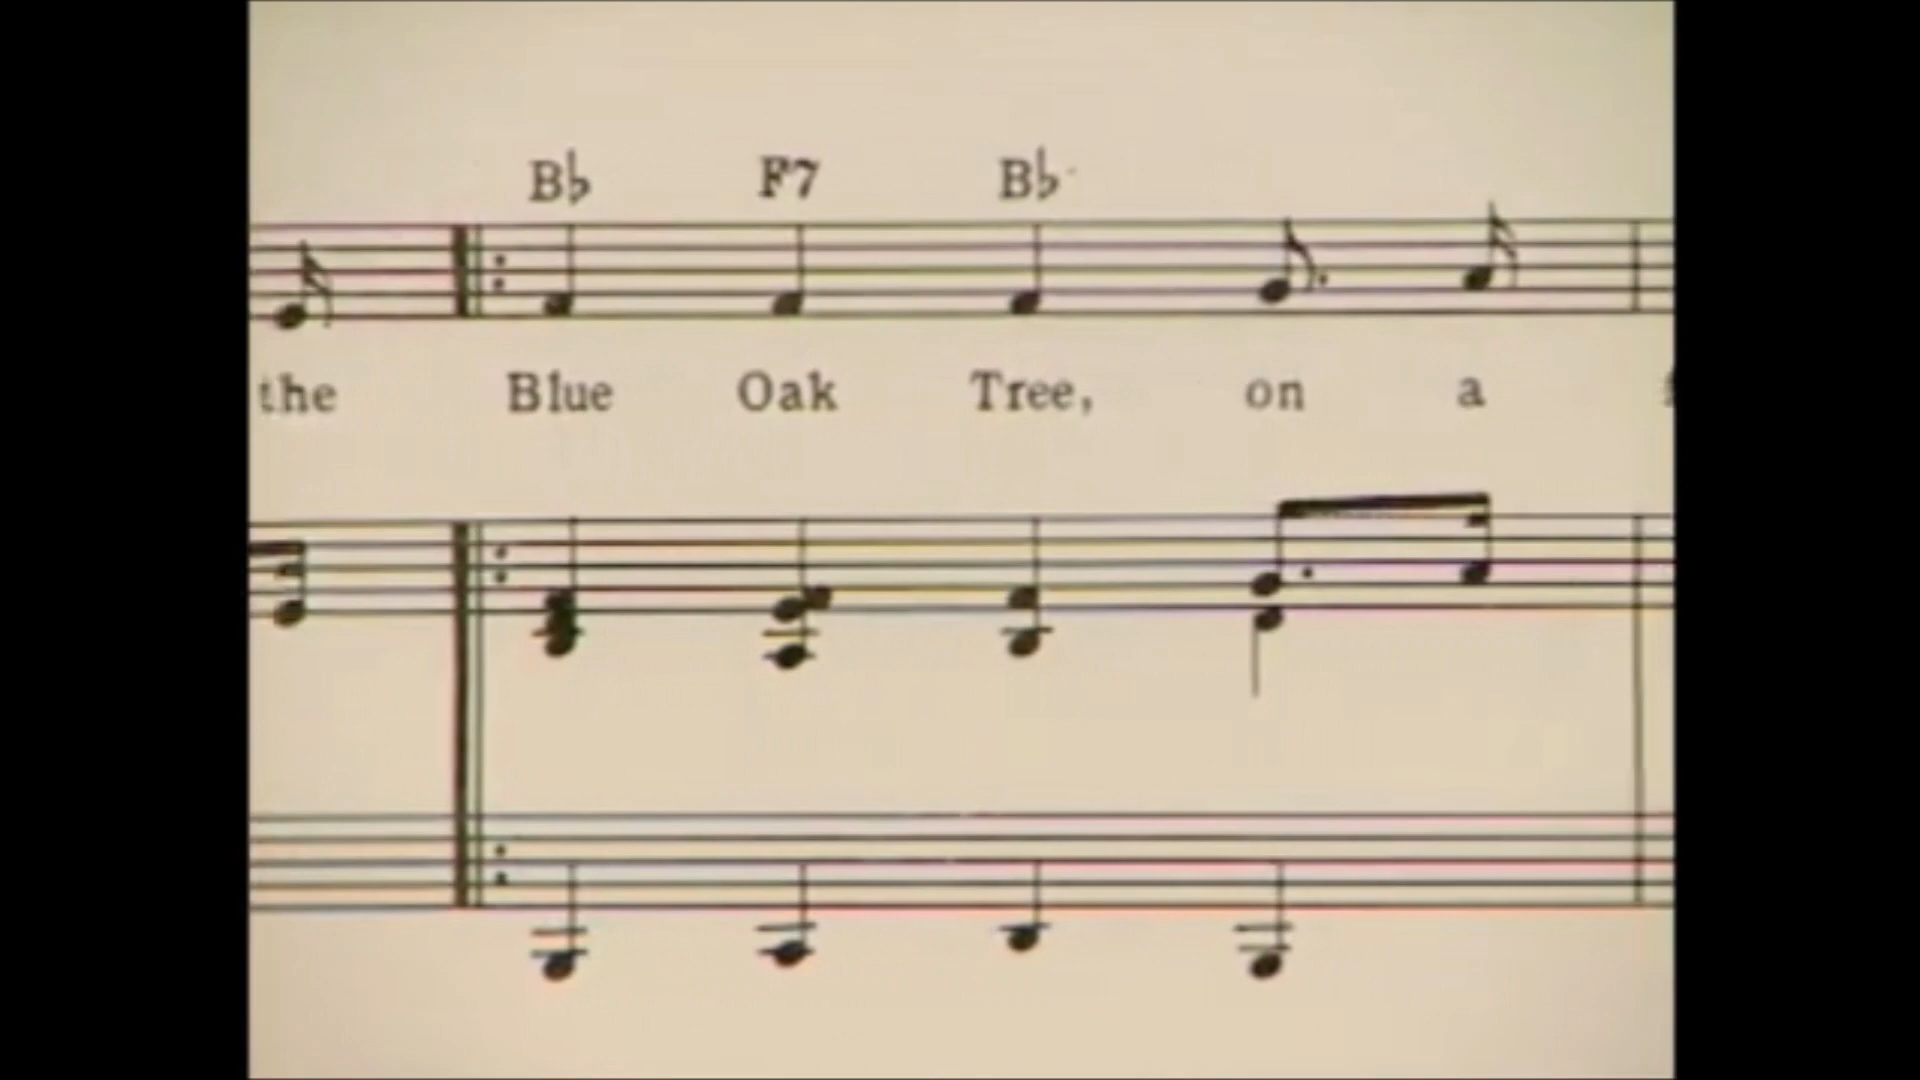 B♭ F7 B♭
the Blue Oak Tree, on a